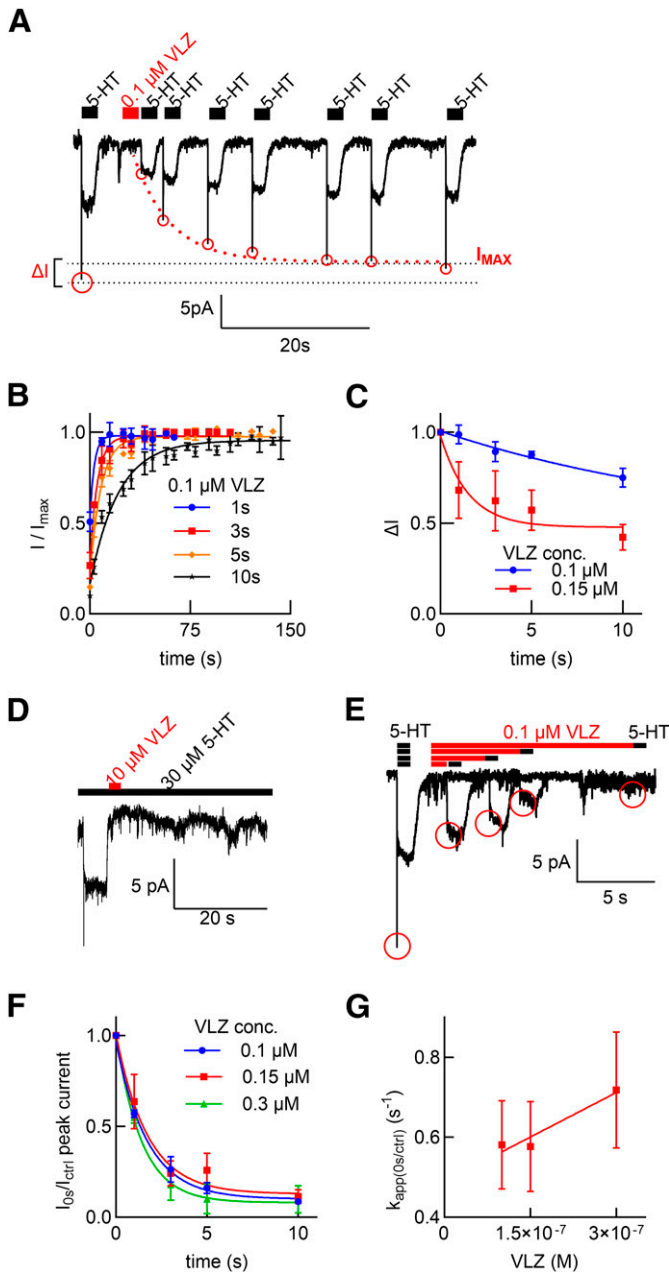 A
5-HT 0.1 µM VLZ 5-HT 5-HT 5-HT 5-HT 5-HT 5-HT 5-HT
ΔI
I_MAX
5pA
20s
B
I / I_max
1.0
0.5
0.0
0.1 µM VLZ
1s
3s
5s
10s
0 75 150
time (s)
C
ΔI
1.0
0.5
0.0
VLZ conc.
0.1 µM
0.15 µM
0 5 10
time (s)
D
10 µM VLZ
30 µM 5-HT
5 pA
20 s
E
5-HT 0.1 µM VLZ 5-HT
5 pA
5 s
F
I_0s/I_ctrl peak current
1.0
0.5
0.0
VLZ conc.
0.1 µM
0.15 µM
0.3 µM
0 5 10
time (s)
G
k_app(0s/ctrl) (s⁻¹)
0.8
0.6
0.4
0 1.5×10⁻⁷ 3×10⁻⁷
VLZ (M)